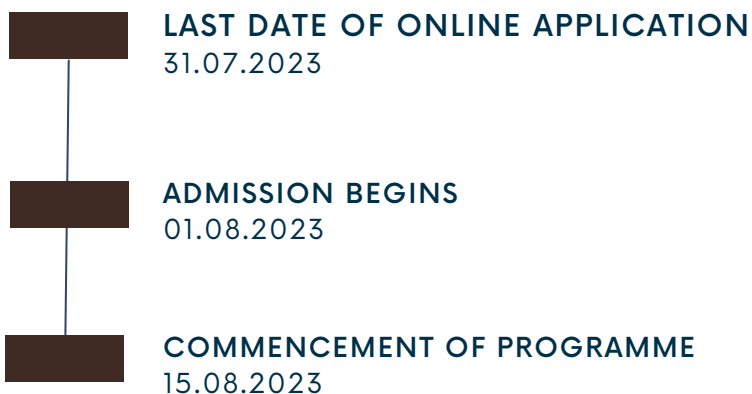 LAST DATE OF ONLINE APPLICATION
31.07.2023
ADMISSION BEGINS
01.08.2023
COMMENCEMENT OF PROGRAMME
15.08.2023